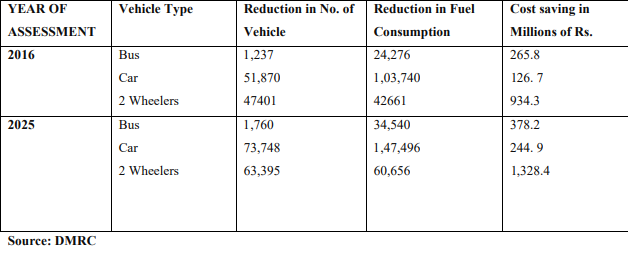 YEAR OF ASSESSMENT Vehicle Type Reduction in No. of Vehicle Reduction in Fuel Consumption Cost saving in Millions of Rs.
2016 Bus 1,237 24,276 265.8
Car 51,870 1,03,740 126. 7
2 Wheelers 47401 42661 934.3
2025 Bus 1,760 34,540 378.2
Car 73,748 1,47,496 244. 9
2 Wheelers 63,395 60,656 1,328.4
Source: DMRC